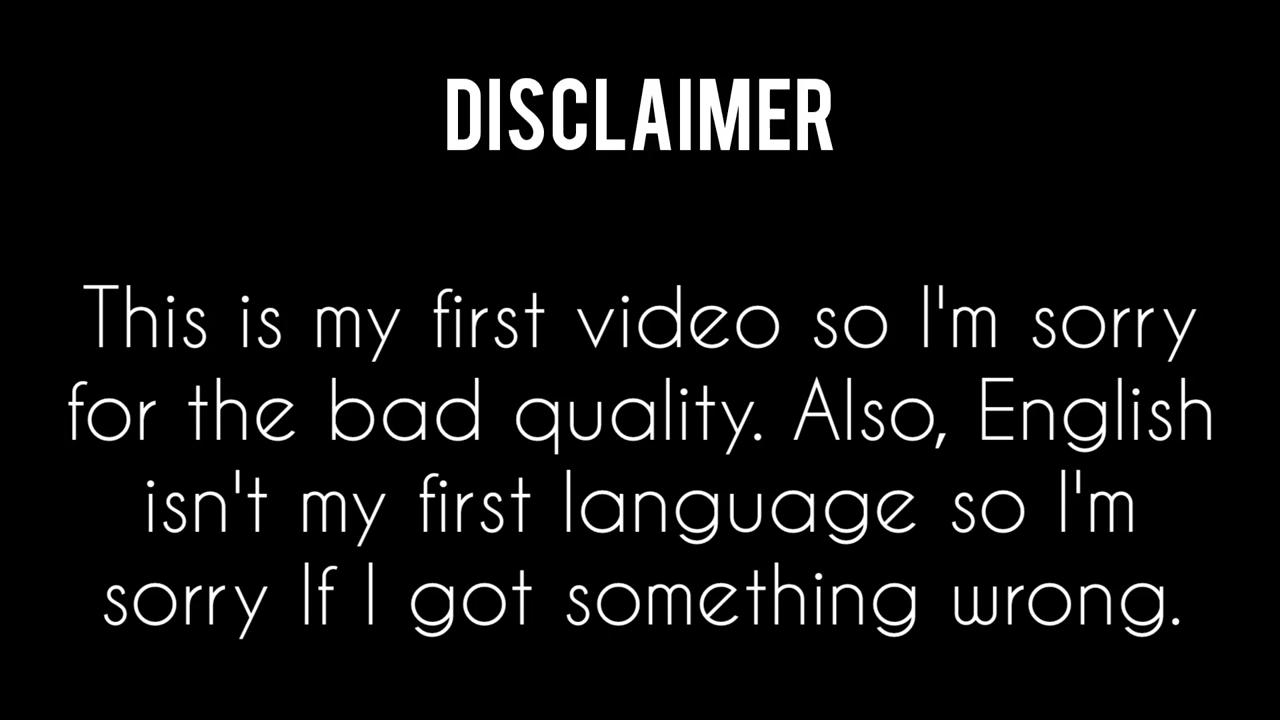 DISCLAIMER
This is my first video so I'm sorry
for the bad quality. Also, English
isn't my first language so I'm
sorry If I got something wrong.